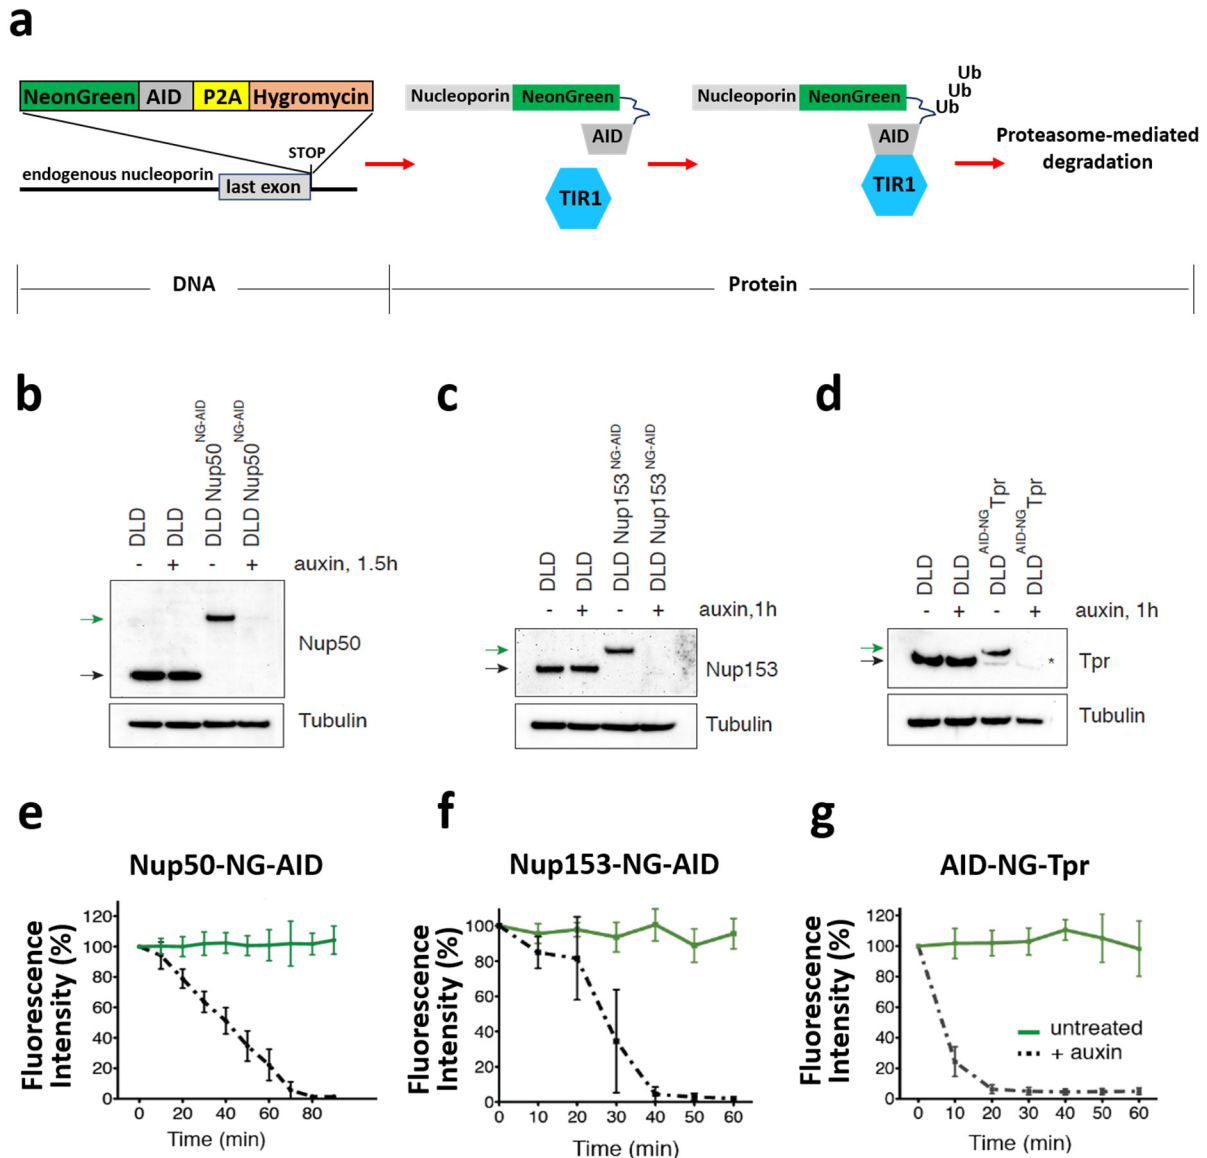 a
NeonGreen AID P2A Hygromycin
STOP
endogenous nucleoporin
last exon
Nucleoporin NeonGreen
AID
TIR1
Nucleoporin NeonGreen
Ub
Ub
Ub
AID
TIR1
Proteasome-mediated
degradation
DNA
Protein
b
DLD
DLD
DLD Nup50NG-AID
DLD Nup50NG-AID
- + - + auxin, 1.5h
Nup50
Tubulin
c
DLD
DLD
DLD Nup153NG-AID
DLD Nup153NG-AID
- + - + auxin,1h
Nup153
Tubulin
d
DLD
DLD
DLD AID-NGTpr
DLD AID-NGTpr
- + - + auxin, 1h
* Tpr
Tubulin
e
Nup50-NG-AID
Fluorescence
Intensity (%)
120
100
80
60
40
20
0
0 20 40 60 80
Time (min)
f
Nup153-NG-AID
Fluorescence
Intensity (%)
100
80
60
40
20
0
0 10 20 30 40 50 60
Time (min)
g
AID-NG-Tpr
Fluorescence
Intensity (%)
120
100
80
60
40
20
0
untreated
+ auxin
0 10 20 30 40 50 60
Time (min)